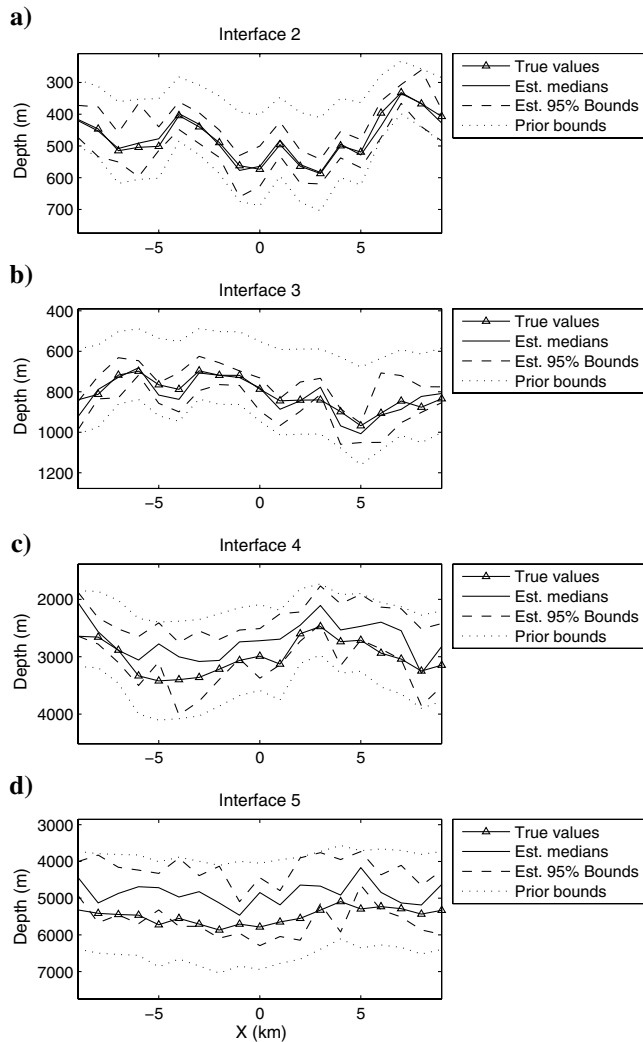 a)
Interface 2
Depth (m)
300
400
500
600
700
−5
0
5
True values
Est. medians
Est. 95% Bounds
Prior bounds
b)
Interface 3
Depth (m)
400
600
800
1000
1200
−5
0
5
True values
Est. medians
Est. 95% Bounds
Prior bounds
c)
Interface 4
Depth (m)
2000
3000
4000
−5
0
5
True values
Est. medians
Est. 95% Bounds
Prior bounds
d)
Interface 5
Depth (m)
3000
4000
5000
6000
7000
−5
0
5
X (km)
True values
Est. medians
Est. 95% Bounds
Prior bounds